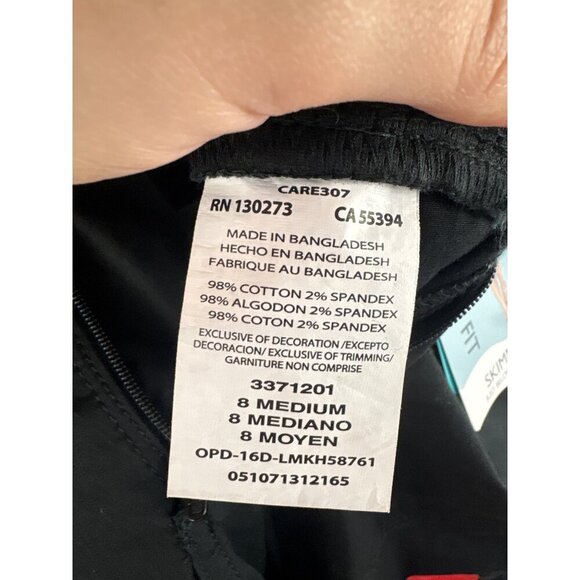 CARE307
RN 130273 CA 55394
MADE IN BANGLADESH
HECHO EN BANGLADESH
FABRIQUE AU BANGLADESH
98% COTTON 2% SPANDEX
98% ALGODON 2% SPANDEX
98% COTON 2% SPANDEX
EXCLUSIVE OF DECORATION /EXCEPTO
DECORACION/ EXCLUSIVE OF TRIMMING/
GARNITURE NON COMPRISE
3371201
8 MEDIUM
8 MEDIANO
8 MOYEN
OPD-16D-LMKH58761
051071312165
FIT